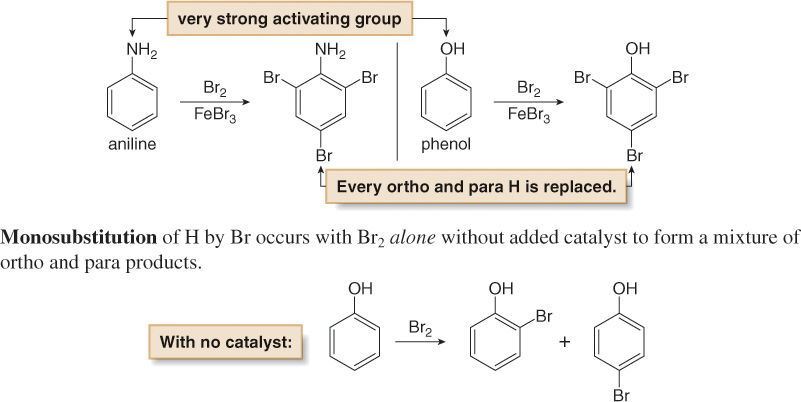 very strong activating group
NH₂ NH₂ OH OH
Br Br Br Br
Br₂ Br₂
FeBr₃ FeBr₃
aniline phenol
Br Br
Every ortho and para H is replaced.
Monosubstitution of H by Br occurs with Br₂ alone without added catalyst to form a mixture of
ortho and para products.
OH OH OH
Br
With no catalyst: Br₂ +
Br